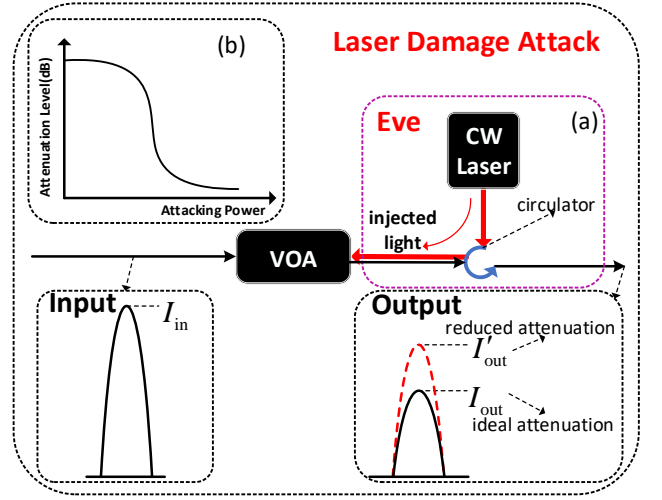 Laser Damage Attack
(b)
Attenuation Level(dB)
Attacking Power
Eve
(a)
CW
Laser
injected
light
circulator
VOA
Input
I_in
Output
reduced attenuation
I'_out
I_out
ideal attenuation